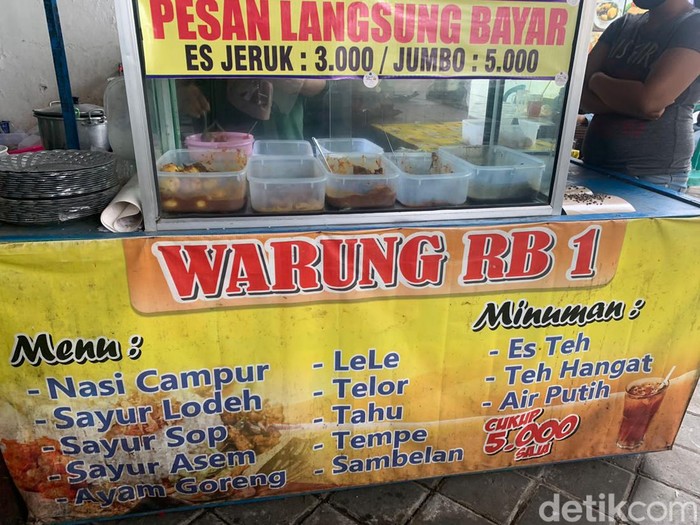 PESAN LANGSUNG BAYAR
ES JERUK : 3.000 / JUMBO : 5.000
WARUNG RB 1
Menu :
- Nasi Campur
- Sayur Lodeh
- Sayur Sop
- Sayur Asem
- Ayam Goreng
- LeLe
- Telor
- Tahu
- Tempe
- Sambelan
Minuman :
- Es Teh
- Teh Hangat
- Air Putih
CUKUP
5.000
SAJA
detikcom